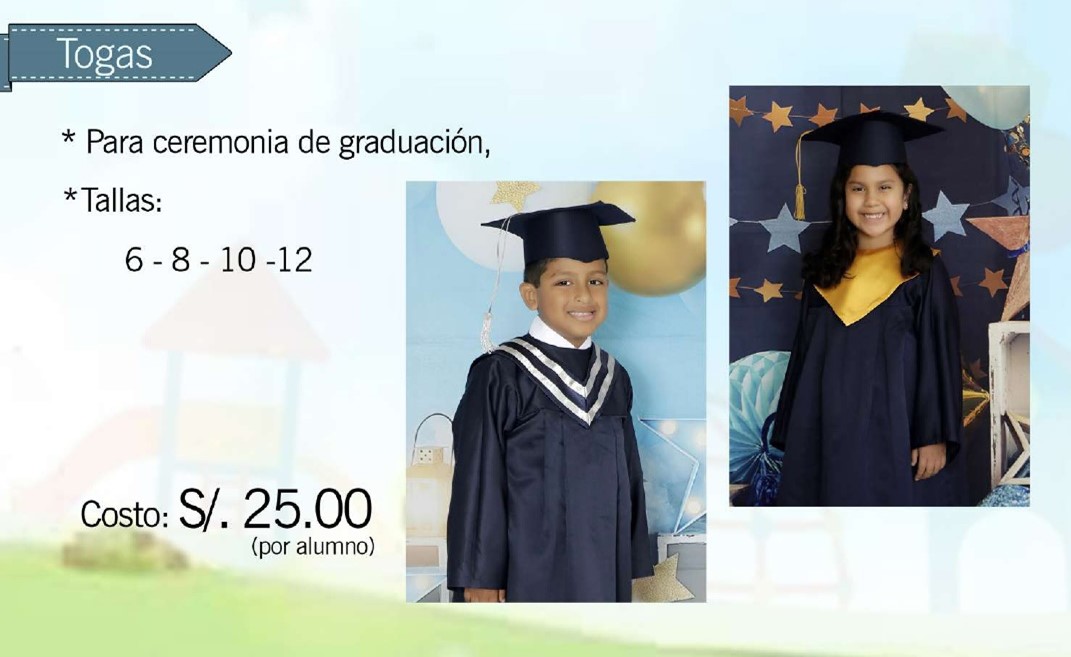 Togas
* Para ceremonia de graduación,
* Tallas:
6 - 8 - 10 -12
Costo: S/. 25.00
(por alumno)